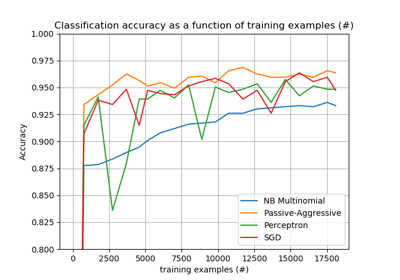 Classification accuracy as a function of training examples (#)
1.000
0.975
0.950
0.925
0.900
0.875
0.850
0.825
0.800
Accuracy
NB Multinomial
Passive-Aggressive
Perceptron
SGD
0 2500 5000 7500 10000 12500 15000 17500
training examples (#)